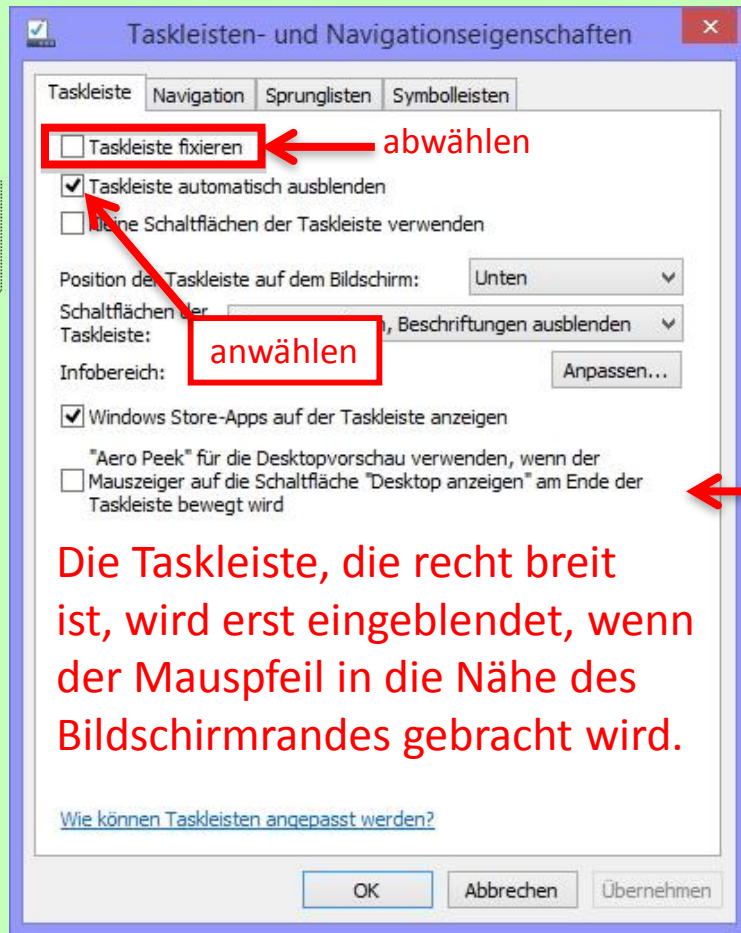 Taskleisten- und Navigationseigenschaften
Taskleiste Navigation Sprunglisten Symbolleisten
Taskleiste fixieren
abwählen
Taskleiste automatisch ausblenden
Kleine Schaltflächen der Taskleiste verwenden
Position der Taskleiste auf dem Bildschirm: Unten
Schaltflächen der
Taskleiste:
, Beschriftungen ausblenden
anwählen
Infobereich: Anpassen...
Windows Store-Apps auf der Taskleiste anzeigen
"Aero Peek" für die Desktopvorschau verwenden, wenn der
Mauszeiger auf die Schaltfläche "Desktop anzeigen" am Ende der
Taskleiste bewegt wird
Die Taskleiste, die recht breit
ist, wird erst eingeblendet, wenn
der Mauspfeil in die Nähe des
Bildschirmrandes gebracht wird.
Wie können Taskleisten angepasst werden?
OK Abbrechen Übernehmen